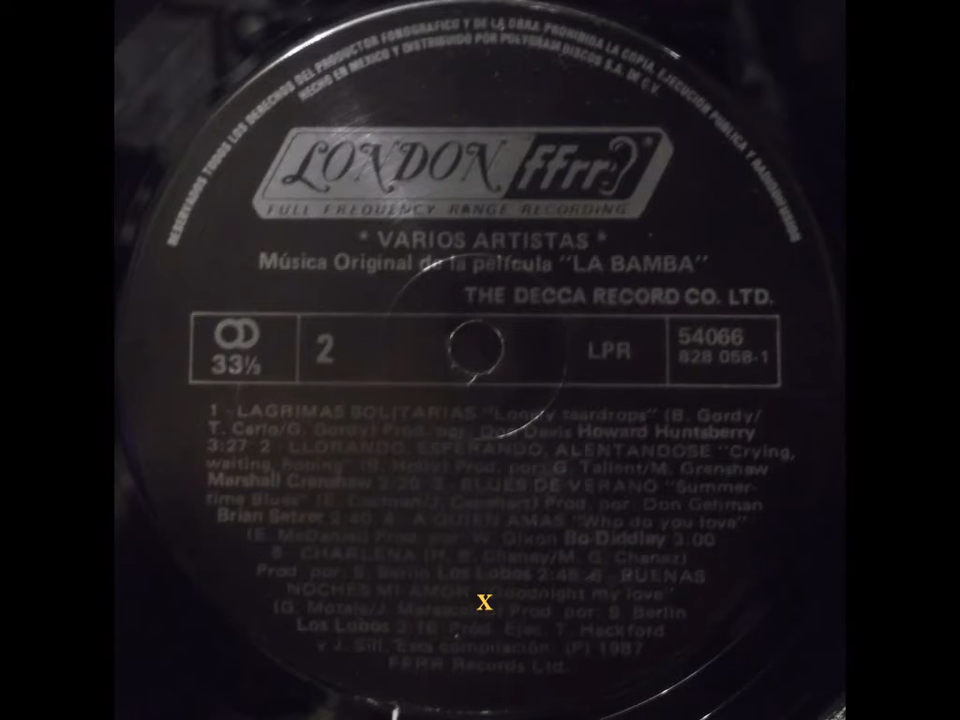 RESERVADOS TODOS LOS DERECHOS DEL PRODUCTOR FONOGRAFICO Y DE LA OBRA. PROHIBIDA LA COPIA, EJECUCION PUBLICA Y RADIODIFUSION
HECHO EN MEXICO Y DISTRIBUIDO POR POLYGRAM DISCOS S.A. DE C.V.
LONDON ffrr
FULL FREQUENCY RANGE RECORDING
* VARIOS ARTISTAS *
Música Original de la película "LA BAMBA"
THE DECCA RECORD CO. LTD.
33⅓ 2 LPR 54066
828 058-1
1 - LAGRIMAS SOLITARIAS "Lonely teardrops" (B. Gordy/
T. Carlo/G. Gordy) Prod. por: Don Davis Howard Huntsberry
3:27 2 - LLORANDO, ESPERANDO, ALENTANDOSE "Crying,
waiting, hoping" (B. Holly) Prod. por: G. Tallent/M. Crenshaw
Marshall Crenshaw 3 - BLUES DE VERANO "Summer-
time Blues" (E. Cochran/J. Capehart) Prod. por: Don Gehman
Brian Setzer 2:40 4 - A QUIEN AMAS "Who do you love"
(E. McDaniel) Prod. por: W. Dixon Bo Diddley 3:00
5 - CHARLENA (H. B. Chaney/M. G. Chanez)
Prod. por: S. Berlin Los Lobos 6 - BUENAS
NOCHES MI AMOR "Goodnight my love"
x
(G. Motola/J. Marascalco) Prod. por: S. Berlin
Los Lobos Prod. Ejec. T. Hackford
y J. Sill. Esta compilación (P) 1987
FFRR Records Ltd.